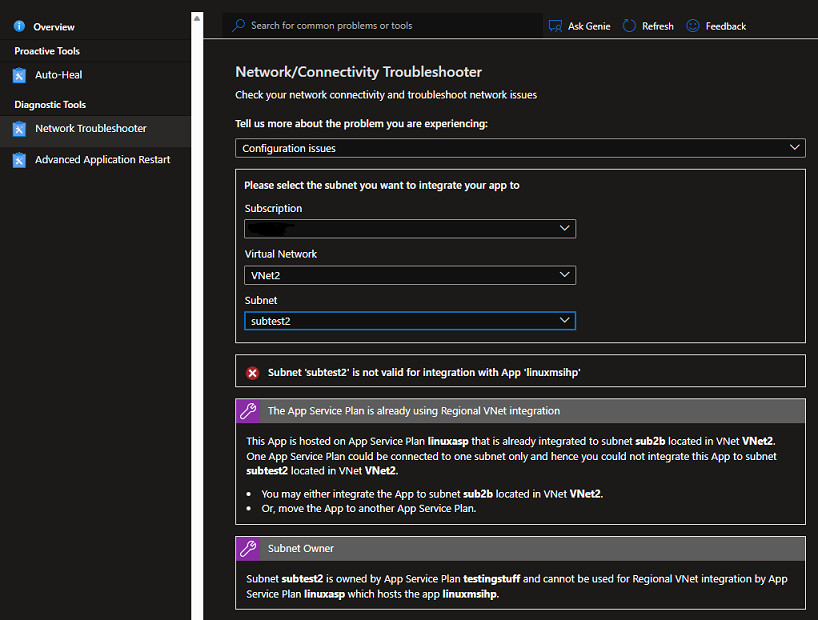 Overview
Proactive Tools
Auto-Heal
Diagnostic Tools
Network Troubleshooter
Advanced Application Restart
Search for common problems or tools
Ask Genie
Refresh
Feedback
Network/Connectivity Troubleshooter
Check your network connectivity and troubleshoot network issues
Tell us more about the problem you are experiencing:
Configuration issues
Please select the subnet you want to integrate your app to
Subscription
Virtual Network
VNet2
Subnet
subtest2
Subnet 'subtest2' is not valid for integration with App 'linuxmsihp'
The App Service Plan is already using Regional VNet integration
This App is hosted on App Service Plan linuxasp that is already integrated to subnet sub2b located in VNet VNet2.
One App Service Plan could be connected to one subnet only and hence you could not integrate this App to subnet
subtest2 located in VNet VNet2.
• You may either integrate the App to subnet sub2b located in VNet VNet2.
• Or, move the App to another App Service Plan.
Subnet Owner
Subnet subtest2 is owned by App Service Plan testingstuff and cannot be used for Regional VNet integration by App
Service Plan linuxasp which hosts the app linuxmsihp.